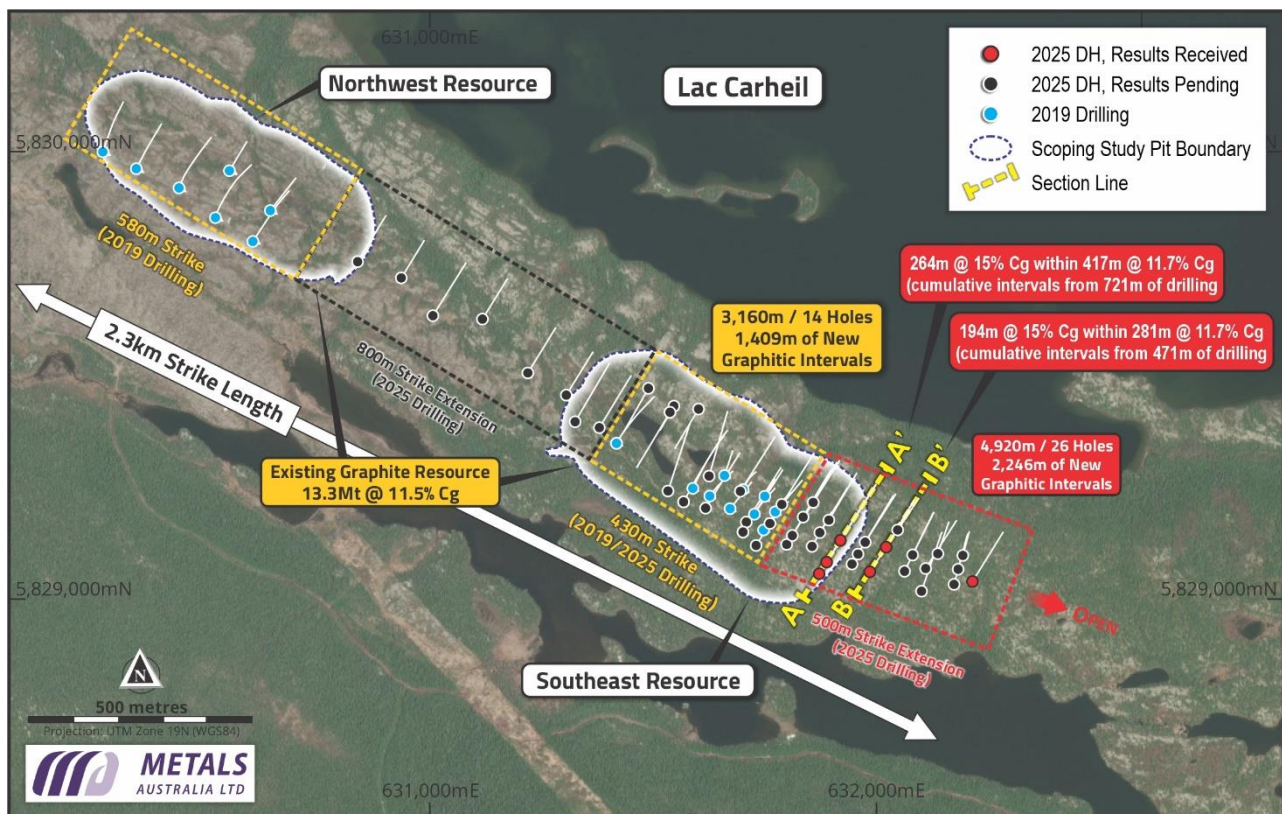 631,000mE
Northwest Resource
Lac Carheil
2025 DH, Results Received
2025 DH, Results Pending
2019 Drilling
Scoping Study Pit Boundary
Section Line
5,830,000mN
580m Strike
(2019 Drilling)
264m @ 15% Cg within 417m @ 11.7% Cg
(cumulative intervals from 721m of drilling
3,160m / 14 Holes
1,409m of New
Graphitic Intervals
194m @ 15% Cg within 281m @ 11.7% Cg
(cumulative intervals from 471m of drilling
2.3km Strike Length
800m Strike Extension
(2025 Drilling)
A'
B'
4,920m / 26 Holes
2,246m of New
Graphitic Intervals
Existing Graphite Resource
13.3Mt @ 11.5% Cg
430m Strike
(2019/2025 Drilling)
5,829,000mN
5,829,000mN
A
B
OPEN
500m Strike Extension
(2025 Drilling)
Southeast Resource
N
500 metres
Projection: UTM Zone 19N (WGS84)
METALS
AUSTRALIA LTD
631,000mE
632,000mE